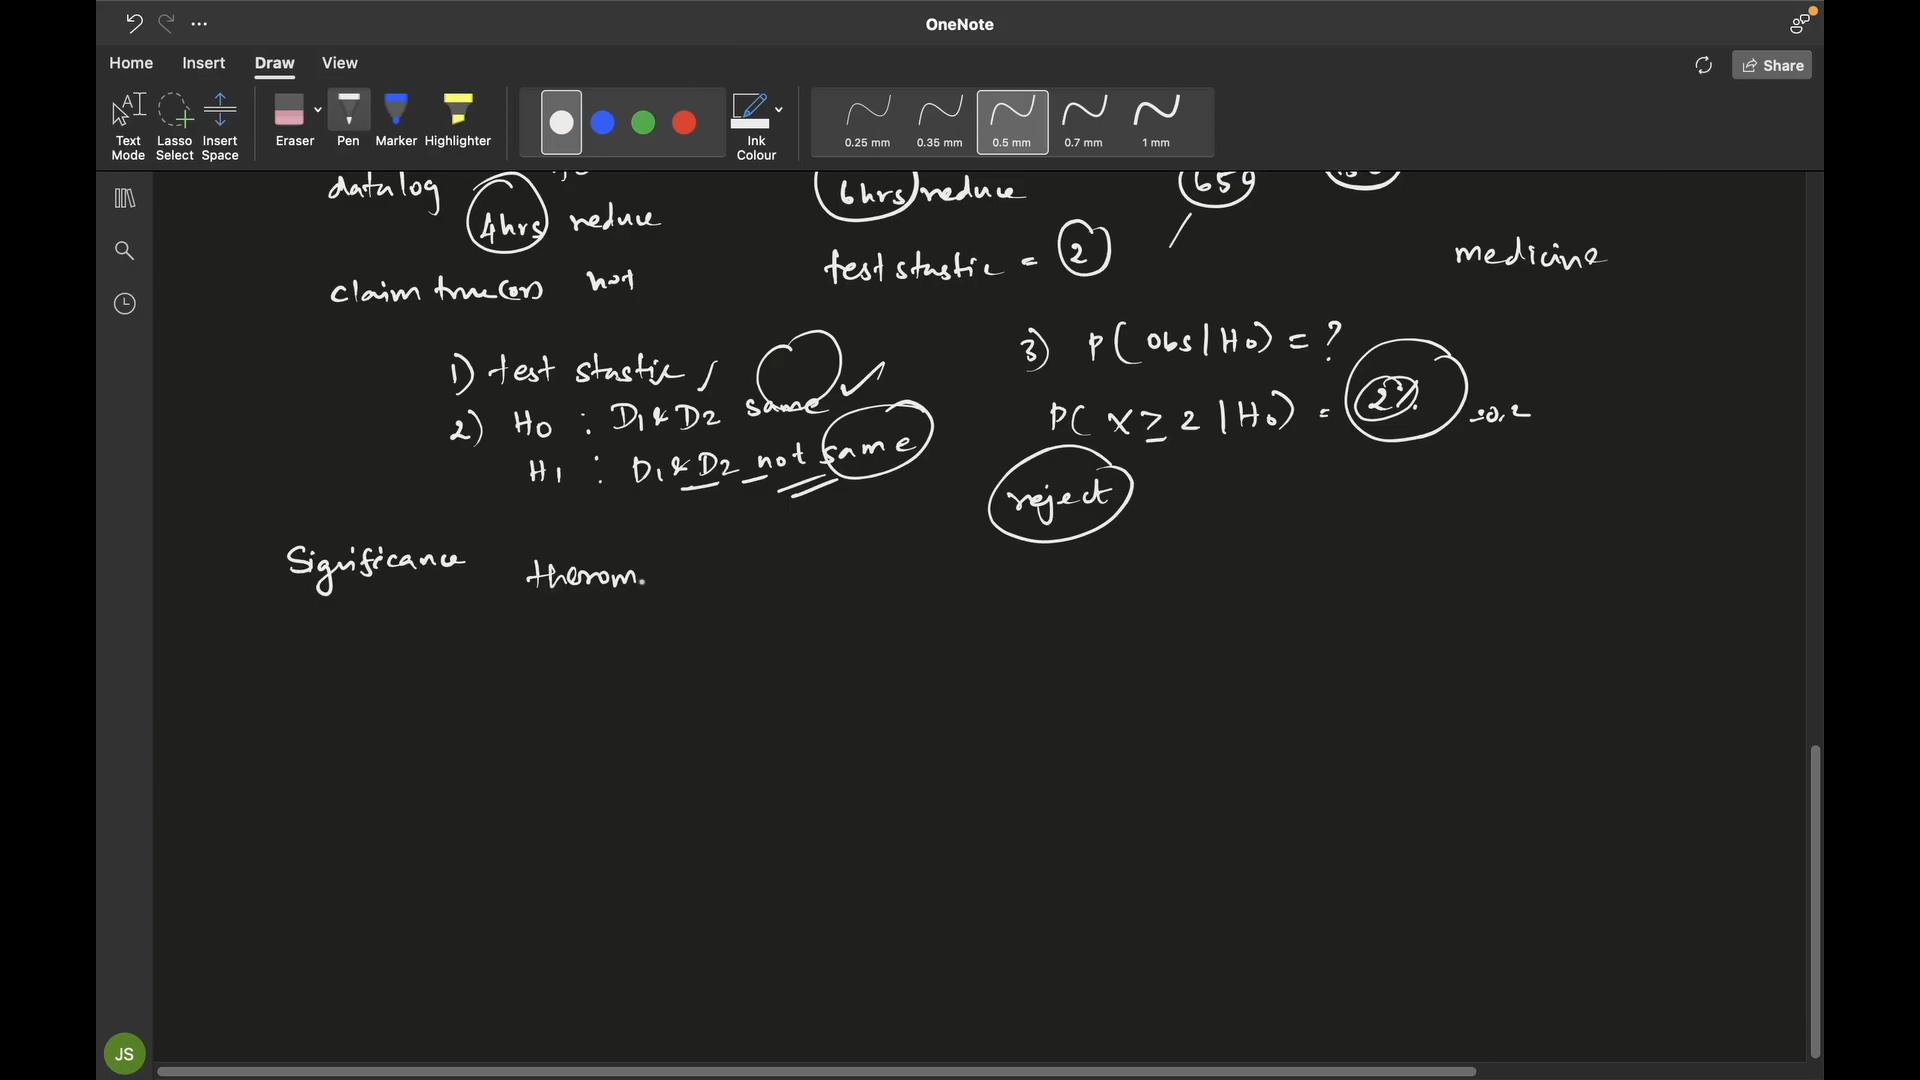 OneNote
Home Insert Draw View
Share
Text Mode
Lasso Select
Insert Space
Eraser
Pen
Marker
Highlighter
Ink Colour
0.25 mm
0.35 mm
0.5 mm
0.7 mm
1 mm
datalog
4hrs reduce
6hrs reduce
659
claim true(or) not
test stastic = 2
medicine
1) test stastic
2) H0 : D1 & D2 same
H1 : D1 & D2 not same
3) P( obs | H0 ) = ?
P( X ≥ 2 | H0 ) = 2%
reject
Significance therom
JS